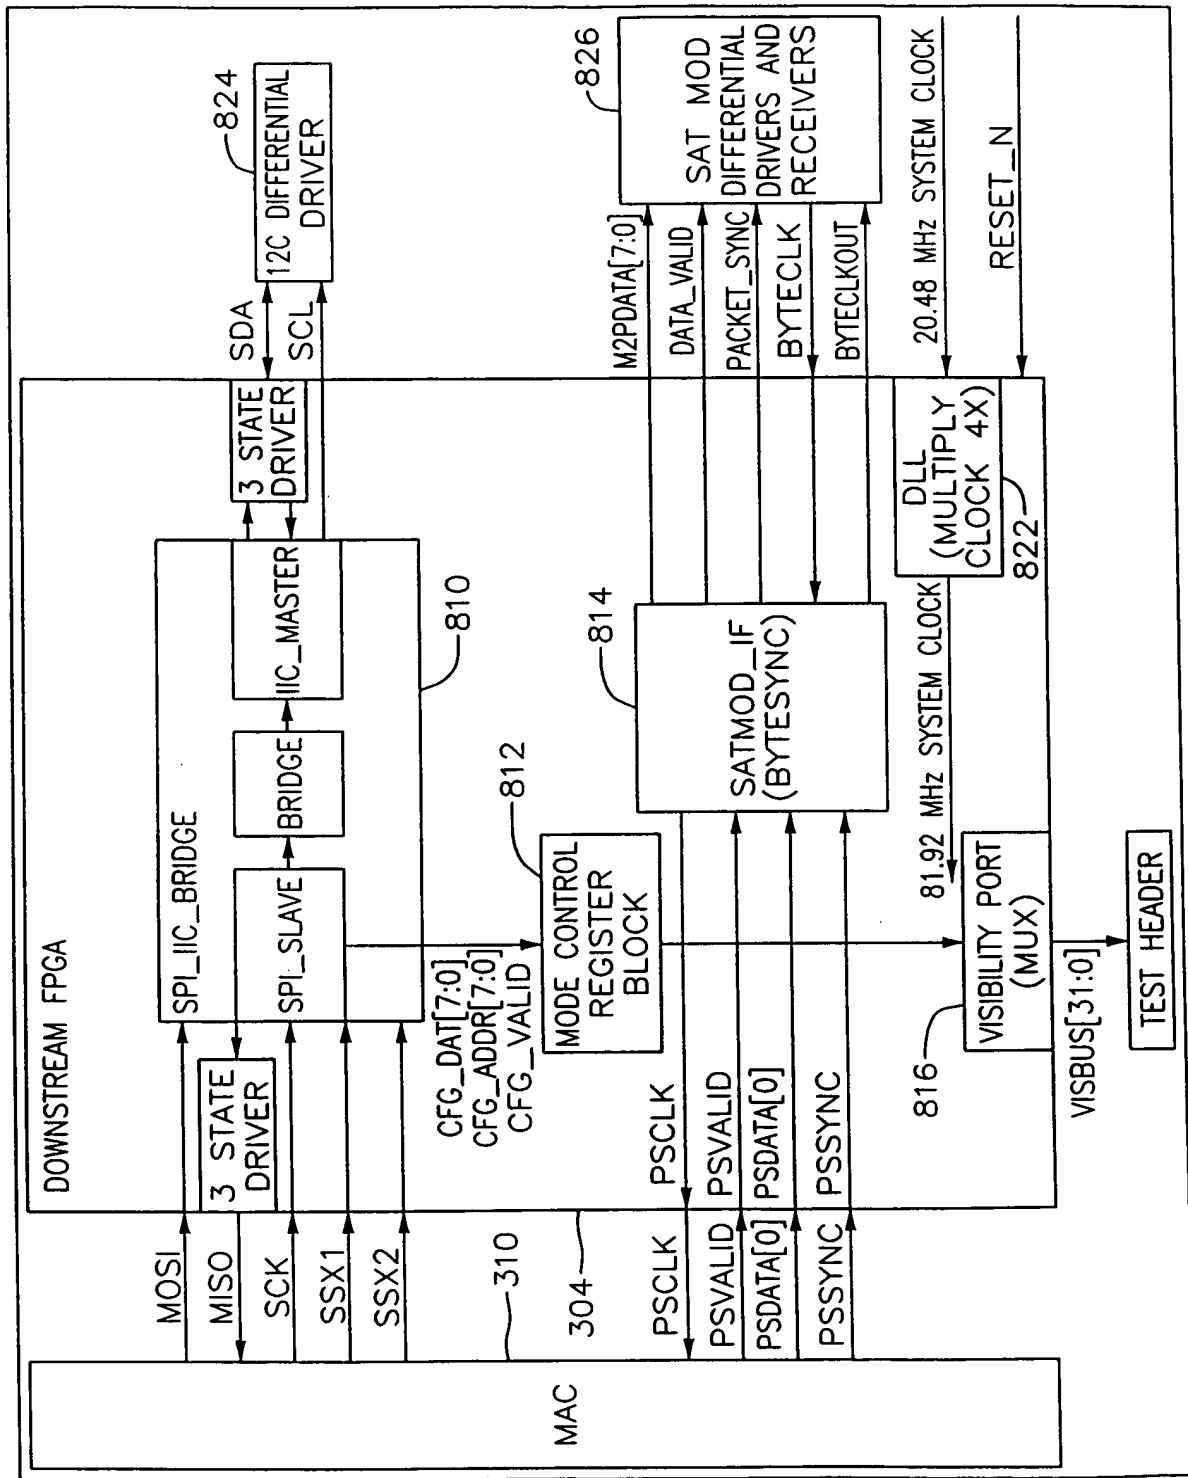 DOWNSTREAM FPGA
MAC
310
304
MOSI
MISO
SCK
SSX1
SSX2
3 STATE
DRIVER
SPI_IIC_BRIDGE
SPI_SLAVE
BRIDGE
IIC_MASTER
810
3 STATE
DRIVER
SDA
SCL
12C DIFFERENTIAL
DRIVER
824
CFG_DAT[7:0]
CFG_ADDR[7:0]
CFG_VALID
MODE CONTROL
REGISTER
BLOCK
812
PSCLK
PSVALID
PSDATA[0]
PSSYNC
PSCLK
PSVALID
PSDATA[0]
PSSYNC
SATMOD_IF
(BYTESYNC)
814
M2PDATA[7:0]
DATA_VALID
PACKET_SYNC
BYTECLK
BYTECLKOUT
SAT MOD
DIFFERENTIAL
DRIVERS AND
RECEIVERS
826
20.48 MHz SYSTEM CLOCK
RESET_N
DLL
(MULTIPLY
CLOCK 4X)
822
81.92 MHz SYSTEM CLOCK
VISIBILITY PORT
(MUX)
816
VISBUS[31:0]
TEST HEADER